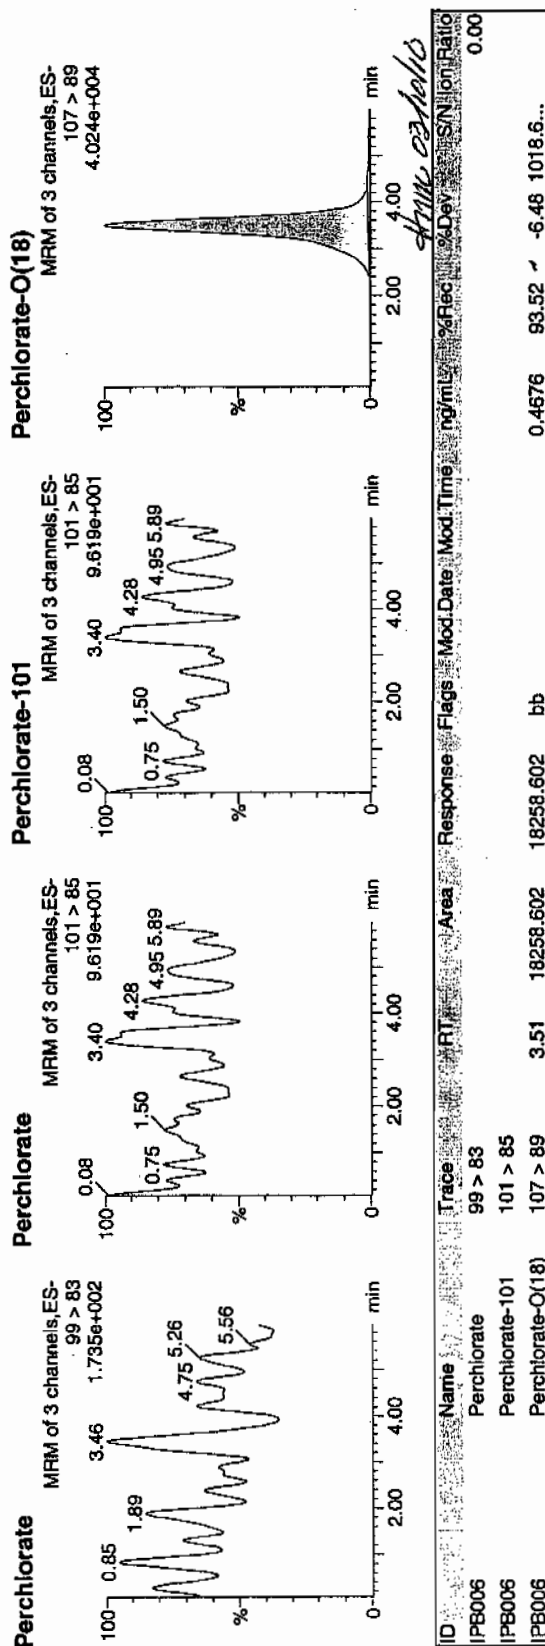 Perchlorate
MRM of 3 channels,ES-
99 > 83
1.735e+002
100
0.85
1.89
3.46
4.75
5.26
5.56
%
0
2.00
4.00
min
Perchlorate
MRM of 3 channels,ES-
101 > 85
9.619e+001
100
0.08
0.75
1.50
3.40
4.28
4.95 5.89
%
0
2.00
4.00
min
Perchlorate-101
MRM of 3 channels,ES-
101 > 85
9.619e+001
100
0.08
0.75
1.50
3.40
4.28
4.95 5.89
%
0
2.00
4.00
min
Perchlorate-O(18)
MRM of 3 channels,ES-
107 > 89
4.024e+004
100
%
0
2.00
4.00
min
ID Name Trace RT Area Response Flags Mod.Date Mod.Time ng/mL %Rec %Dev S/N Ion Ratio
IPB006 Perchlorate 99 > 83 0.00
IPB006 Perchlorate-101 101 > 85
IPB006 Perchlorate-O(18) 107 > 89 3.51 18258.602 18258.602 bb 0.4676 93.52 -6.48 1018.6...